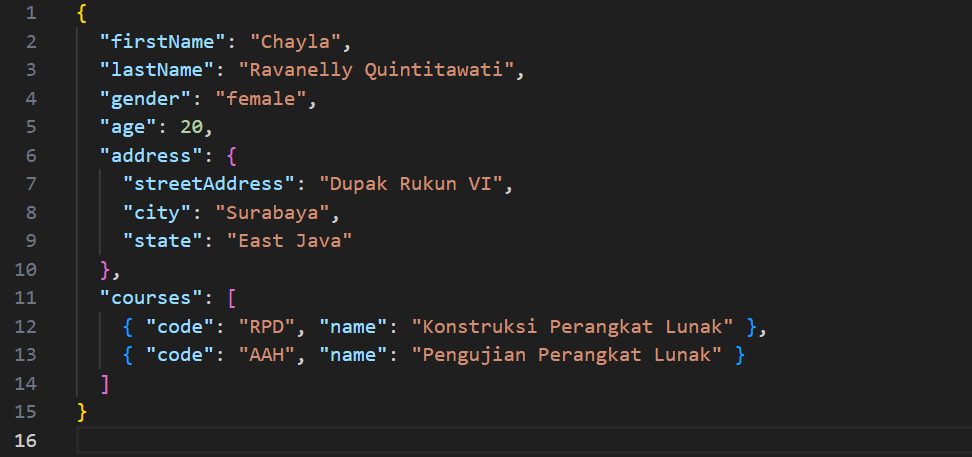 1 {
2 "firstName": "Chayla",
3 "lastName": "Ravanelly Quintitawati",
4 "gender": "female",
5 "age": 20,
6 "address": {
7 "streetAddress": "Dupak Rukun VI",
8 "city": "Surabaya",
9 "state": "East Java"
10 },
11 "courses": [
12 { "code": "RPD", "name": "Konstruksi Perangkat Lunak" },
13 { "code": "AAH", "name": "Pengujian Perangkat Lunak" }
14 ]
15 }
16